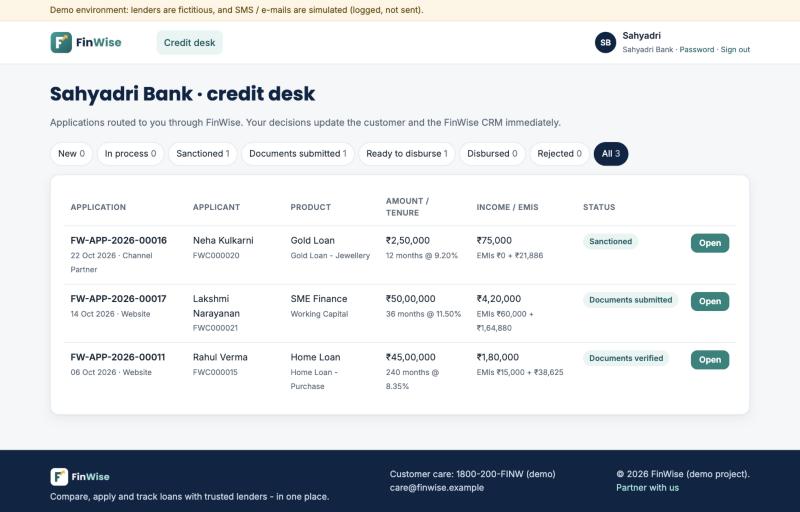 Demo environment: lenders are fictitious, and SMS / e-mails are simulated (logged, not sent).
FinWise
Credit desk
SB
Sahyadri
Sahyadri Bank · Password · Sign out
Sahyadri Bank · credit desk
Applications routed to you through FinWise. Your decisions update the customer and the FinWise CRM immediately.
New 0 In process 0 Sanctioned 1 Documents submitted 1 Ready to disburse 1 Disbursed 0 Rejected 0 All 3
APPLICATION APPLICANT PRODUCT AMOUNT / TENURE INCOME / EMIS STATUS
FW-APP-2026-00016 Neha Kulkarni Gold Loan ₹2,50,000 ₹75,000 Sanctioned Open
22 Oct 2026 · Channel Partner FWC000020 Gold Loan - Jewellery 12 months @ 9.20% EMIs ₹0 + ₹21,886
FW-APP-2026-00017 Lakshmi Narayanan SME Finance ₹50,00,000 ₹4,20,000 Documents submitted Open
14 Oct 2026 · Website FWC000021 Working Capital 36 months @ 11.50% EMIs ₹60,000 + ₹1,64,880
FW-APP-2026-00011 Rahul Verma Home Loan ₹45,00,000 ₹1,80,000 Documents verified Open
06 Oct 2026 · Website FWC000015 Home Loan - Purchase 240 months @ 8.35% EMIs ₹15,000 + ₹38,625
FinWise
Compare, apply and track loans with trusted lenders - in one place.
Customer care: 1800-200-FINW (demo)
care@finwise.example
© 2026 FinWise (demo project).
Partner with us